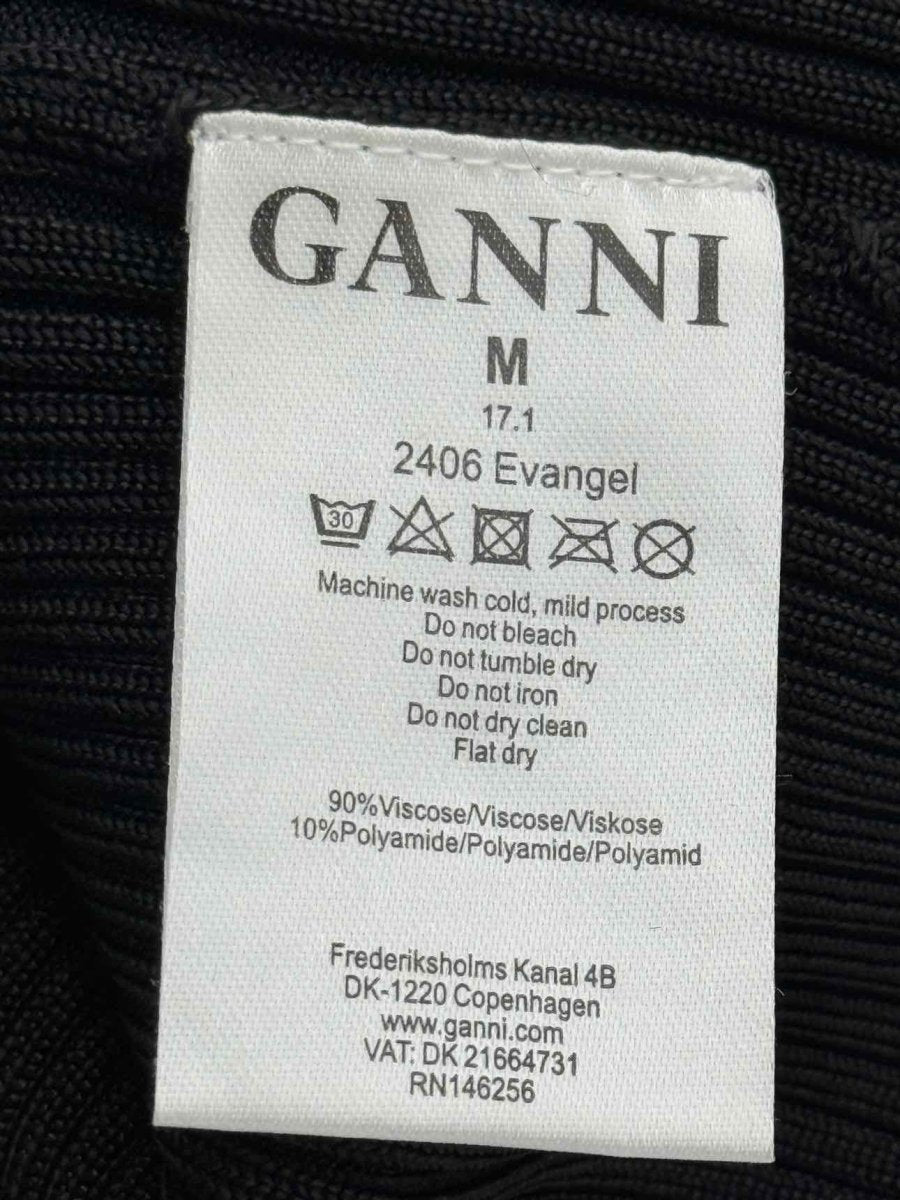 GANNI
M
17.1
2406 Evangel
30
Machine wash cold, mild process
Do not bleach
Do not tumble dry
Do not iron
Do not dry clean
Flat dry
90%Viscose/Viscose/Viskose
10%Polyamide/Polyamide/Polyamid
Frederiksholms Kanal 4B
DK-1220 Copenhagen
www.ganni.com
VAT: DK 21664731
RN146256